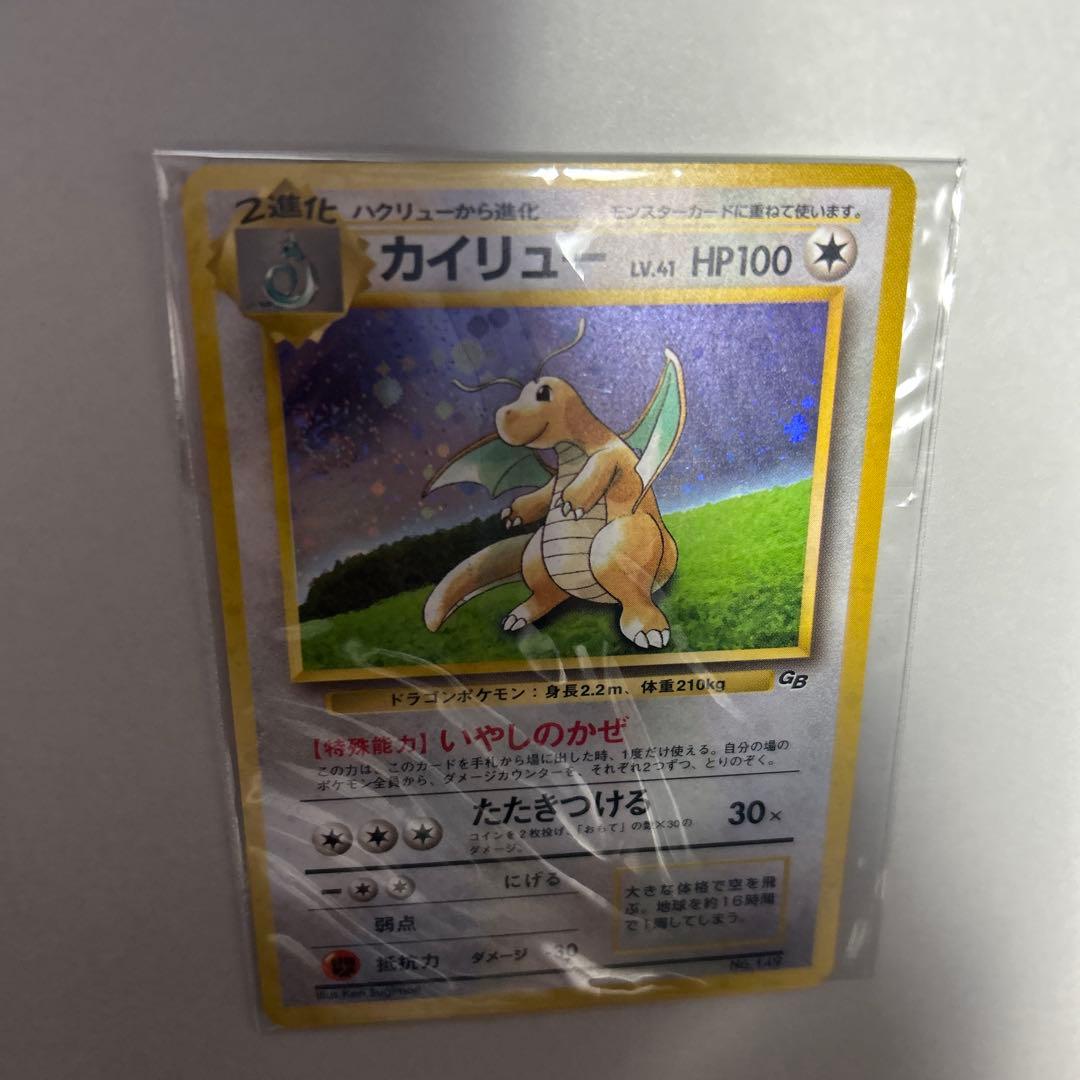 2進化 ハクリューから進化 モンスターカードに重ねて使います。
カイリュー LV.41 HP100
GB
ドラゴンポケモン：身長2.2m、体重210kg
【特殊能力】いやしのかぜ
この力は、このカードを手札から場に出した時、1度だけ使える。自分の場の
ポケモン全員から、ダメージカウンターを、それぞれ2つずつ、とりのぞく。
たたきつける 30×
コインを2枚投げ、「おもて」の数×30の
ダメージ。
にげる
弱点
抵抗力 ダメージ -30
大きな体格で空を飛
ぶ。地球を約16時間
で1周してしまう。
No.149
Illus.Ken Sugimori